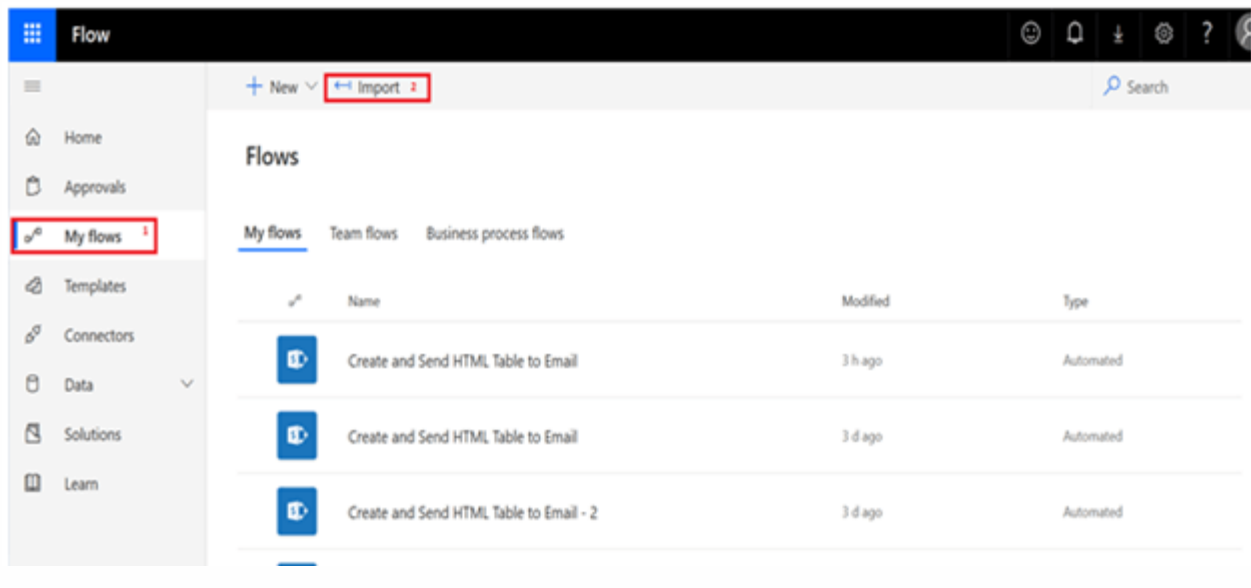 Flow
?
New Import 2
Search
Home
Approvals
My flows 1
Templates
Connectors
Data
Solutions
Learn
Flows
My flows Team flows Business process flows
Name Modified Type
Create and Send HTML Table to Email 3 h ago Automated
Create and Send HTML Table to Email 3 d ago Automated
Create and Send HTML Table to Email - 2 3 d ago Automated